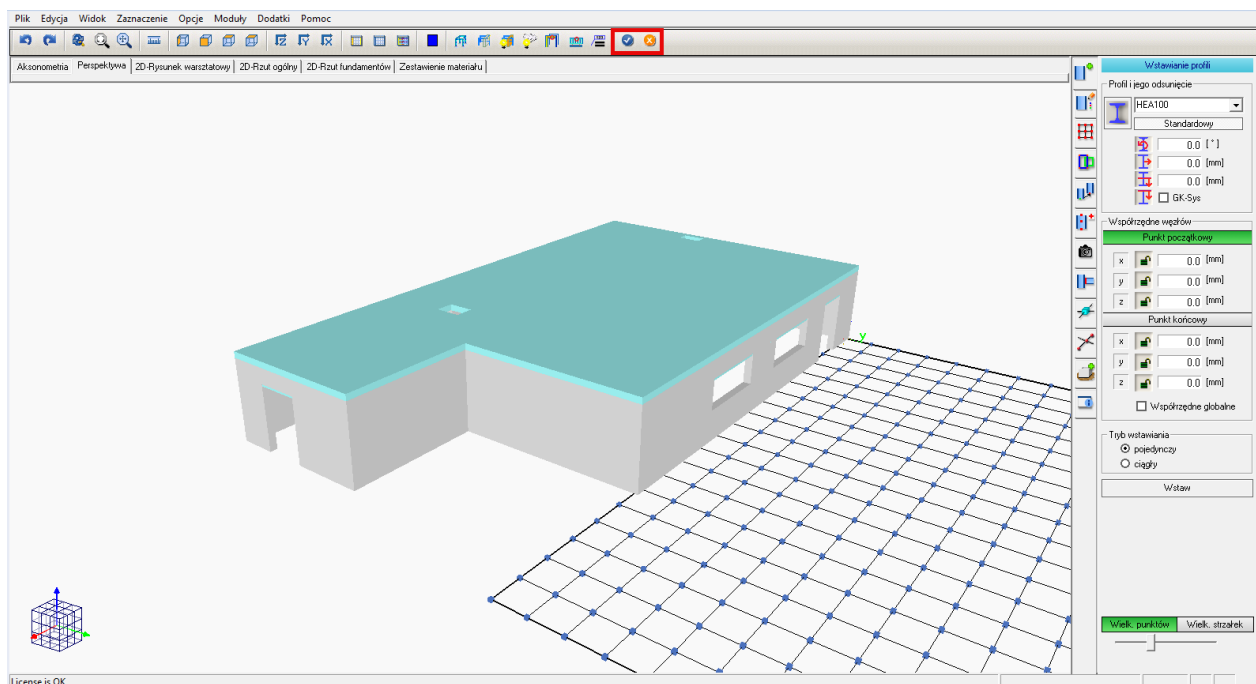 Plik Edycja Widok Zaznaczenie Opcje Moduły Dodatki Pomoc
Aksonometria Perspektywa 2D-Rysunek warsztatowy 2D-Rzut ogólny 2D-Rzut fundamentów Zestawienie materiału
Wstawianie profili
Profil i jego odsunięcie
HEA100
Standardowy
0.0 [°]
0.0 [mm]
0.0 [mm]
GK-Sys
Współrzędne węzłów
Punkt początkowy
x 0.0 [mm]
y 0.0 [mm]
z 0.0 [mm]
Punkt końcowy
x 0.0 [mm]
y 0.0 [mm]
z 0.0 [mm]
Współrzędne globalne
Tryb wstawiania
pojedynczy
ciągły
Wstaw
y
Wielk. punktów Wielk. strzałek
License is OK